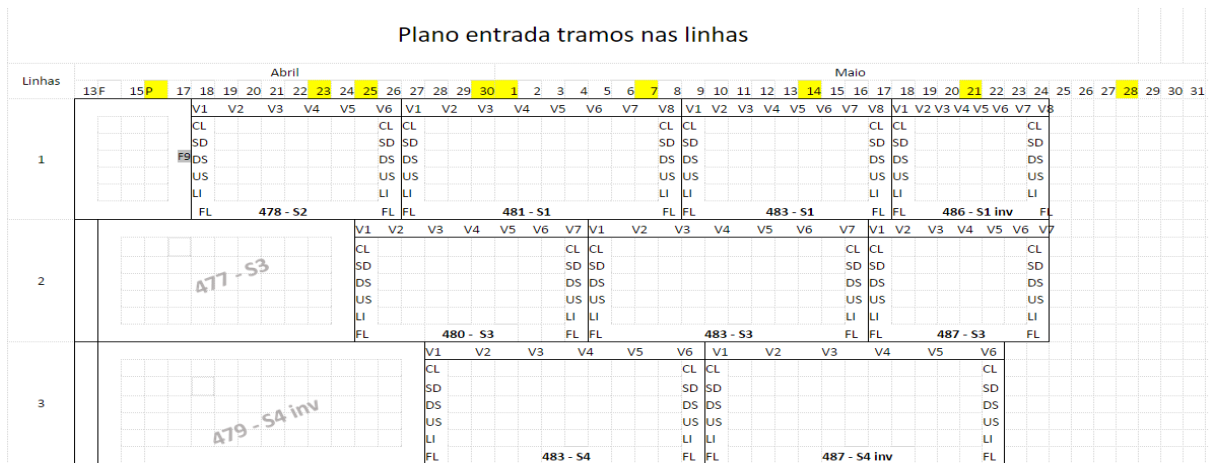 Plano entrada tramos nas linhas
Linhas Abril Maio
13 F 15 P 17 18 19 20 21 22 23 24 25 26 27 28 29 30 1 2 3 4 5 6 7 8 9 10 11 12 13 14 15 16 17 18 19 20 21 22 23 24 25 26 27 28 29 30 31
V1 V2 V3 V4 V5 V6 V1 V2 V3 V4 V5 V6 V7 V8 V1 V2 V3 V4 V5 V6 V7 V8 V1 V2 V3 V4 V5 V6 V7 V8
CL CL CL CL CL CL CL CL
SD SD SD SD SD SD SD SD
1 F9 DS DS DS DS DS DS DS DS
US US US US US US US US
LI LI LI LI LI LI LI LI
FL 478 - S2 FL FL 481 - S1 FL FL 483 - S1 FL FL 486 - S1 inv FL
V1 V2 V3 V4 V5 V6 V7 V1 V2 V3 V4 V5 V6 V7 V1 V2 V3 V4 V5 V6 V7
CL CL CL CL CL CL
477 - S3 SD SD SD SD SD SD
2 DS DS DS DS DS DS
US US US US US US
LI LI LI LI LI LI
FL 480 - S3 FL FL 483 - S3 FL FL 487 - S3 FL
V1 V2 V3 V4 V5 V6 V1 V2 V3 V4 V5 V6
CL CL CL CL
SD SD SD SD
3 DS DS DS DS
479 - S4 inv US US US US
LI LI LI LI
FL 483 - S4 FL FL 487 - S4 inv FL